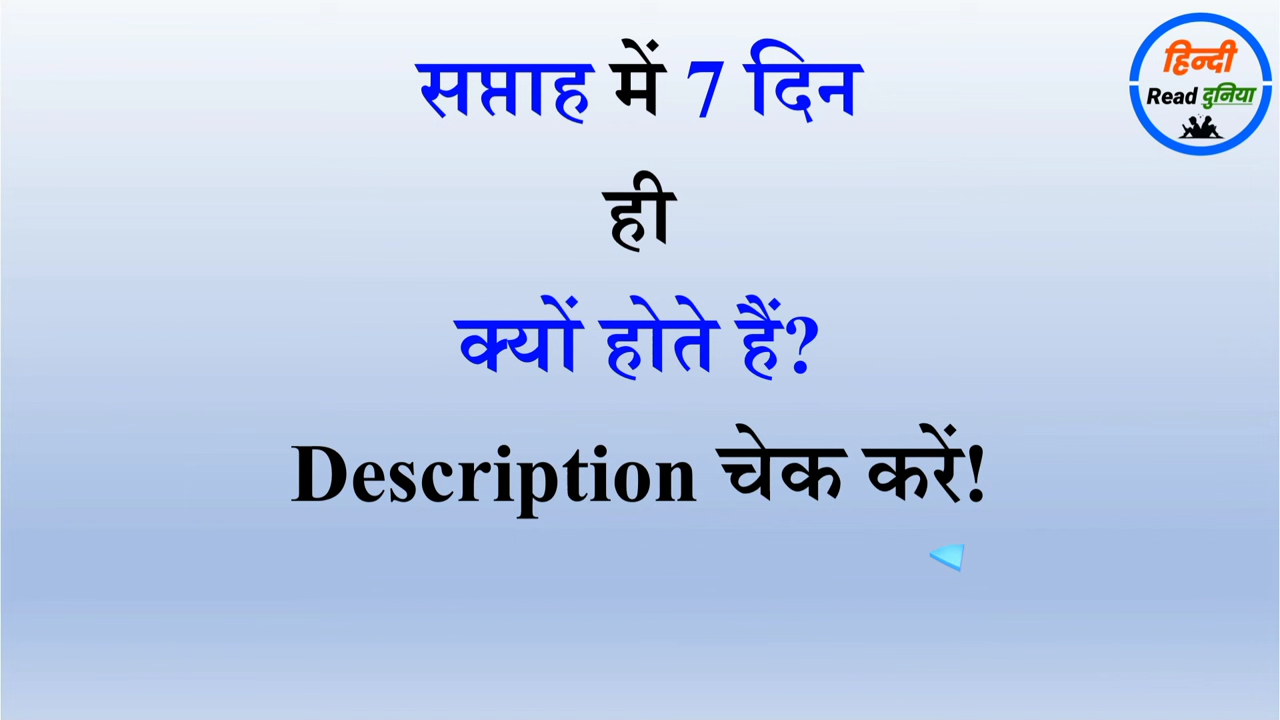 सप्ताह में 7 दिन
ही
क्यों होते हैं?
Description चेक करें!
हिन्दी
Read दुनिया